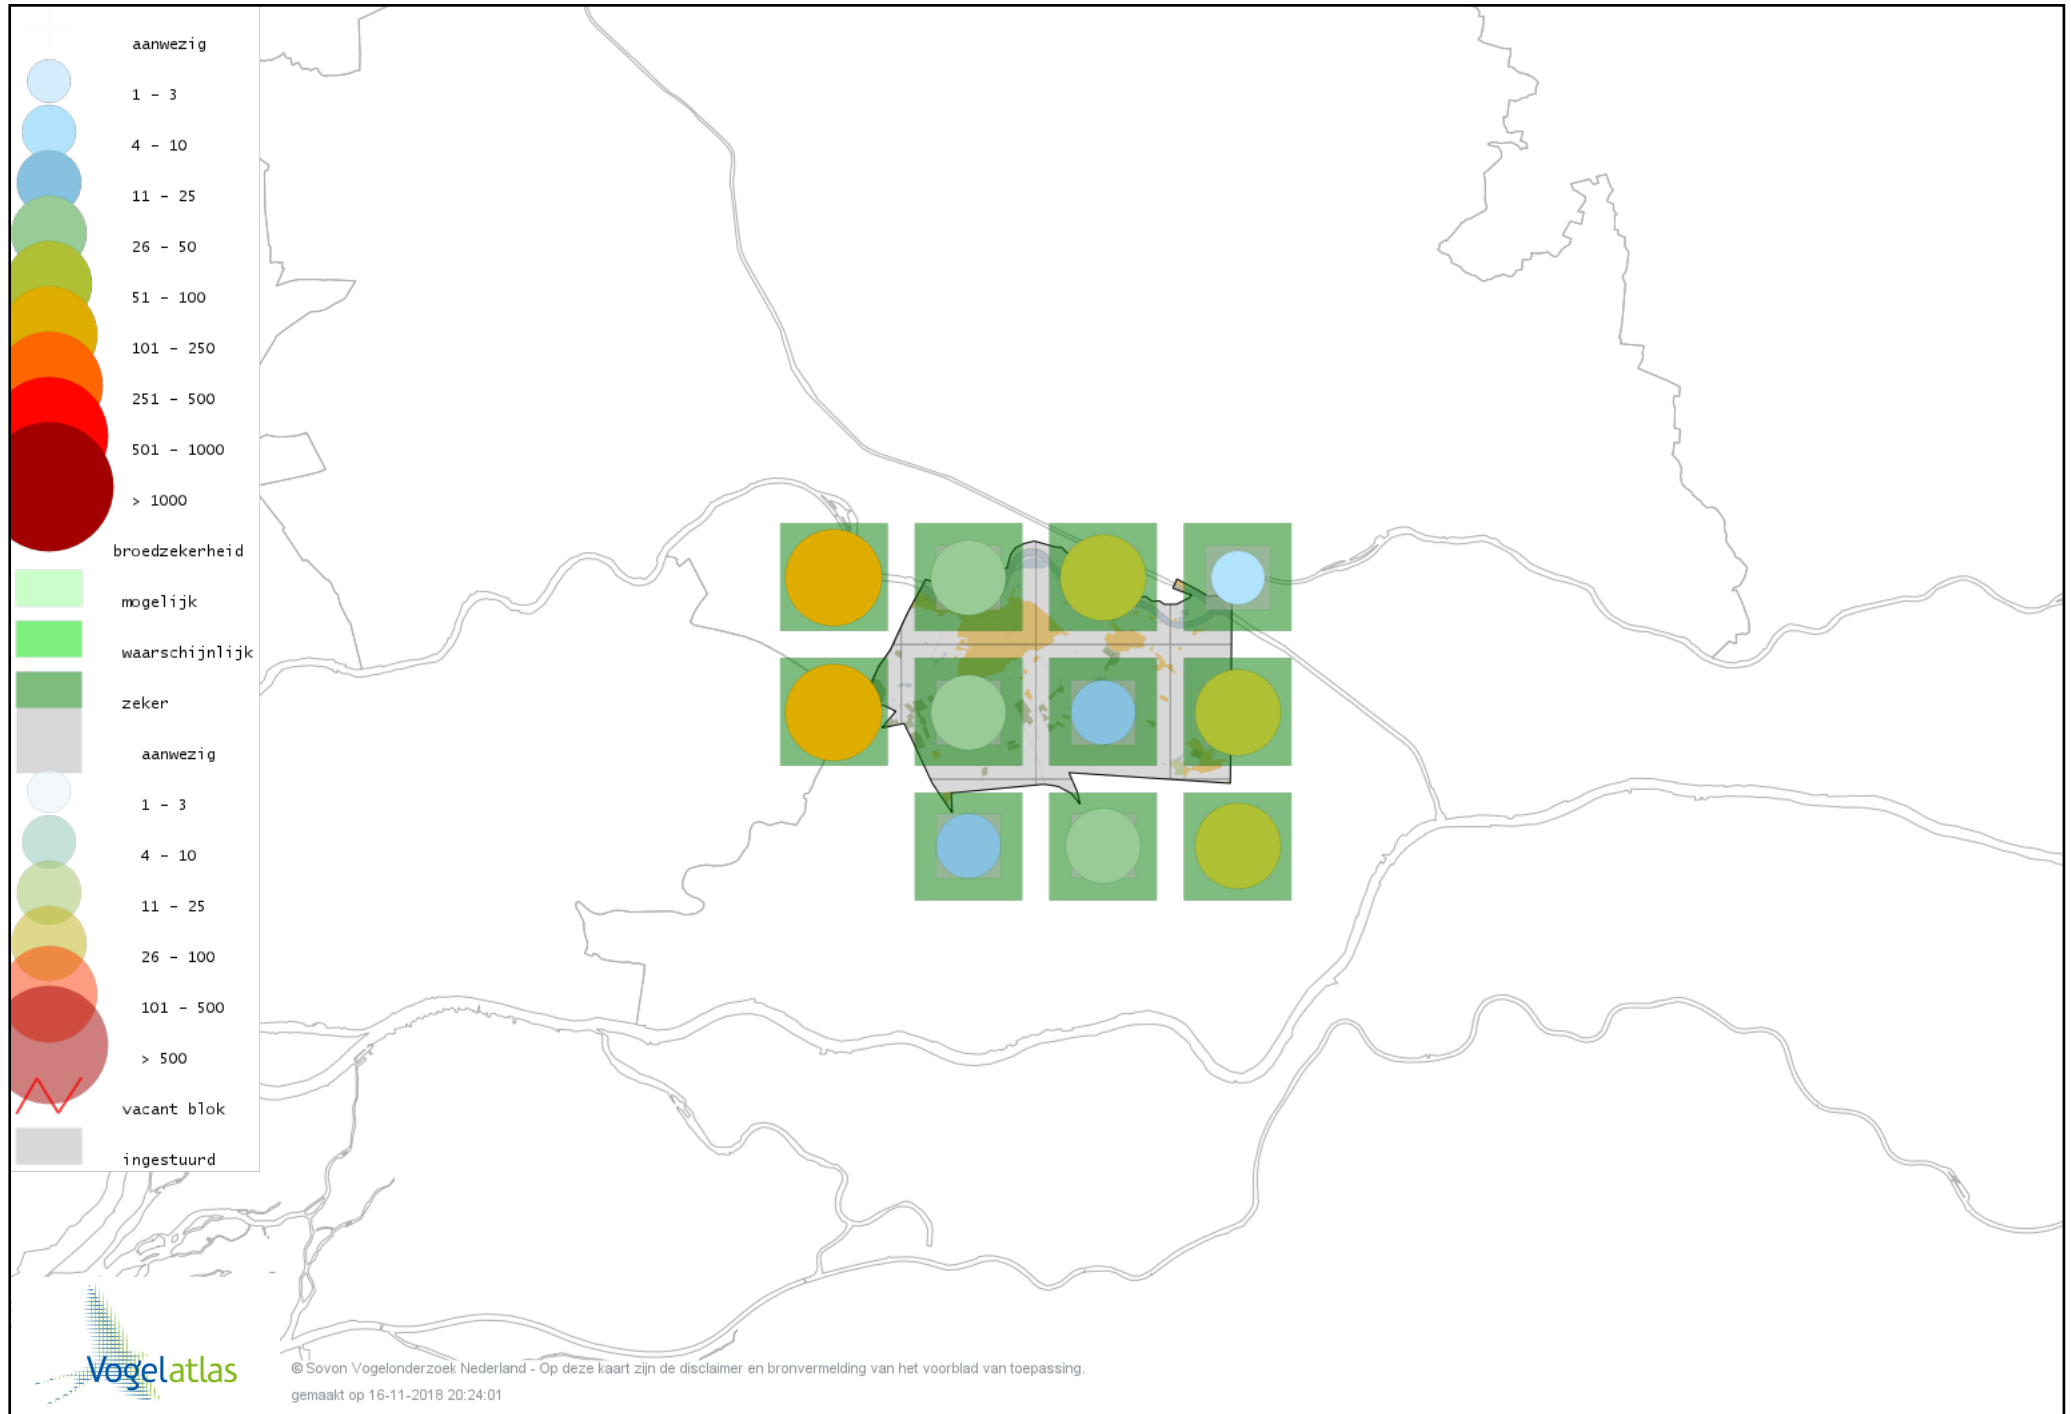 aanwezig
1 - 3
4 - 10
11 - 25
26 - 50
51 - 100
101 - 250
251 - 500
501 - 1000
> 1000
broedzekerheid
mogelijk
waarschijnlijk
zeker
aanwezig
1 - 3
4 - 10
11 - 25
26 - 100
101 - 500
> 500
vacant blok
ingestuurd
Vogelatlas
© Sovon Vogelonderzoek Nederland - Op deze kaart zijn de disclaimer en bronvermelding van het voorblad van toepassing.
gemaakt op 16-11-2018 20:24:01